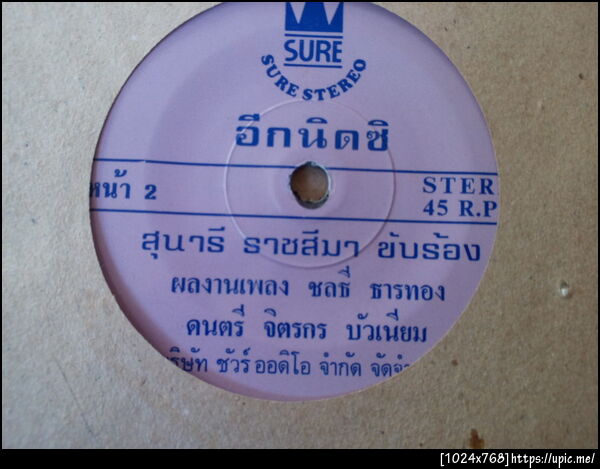 SURE
SURE STEREO
อีกนิดซิ
หน้า 2
STER
45 R.P
สุนารี ราชสีมา ขับร้อง
ผลงานเพลง ชลธี ธารทอง
ดนตรี จิตรกร บัวเนียม
ริษัท ชัวร์ ออดิโอ จำกัด จัดจำ
[1024x768]https://upic.me/